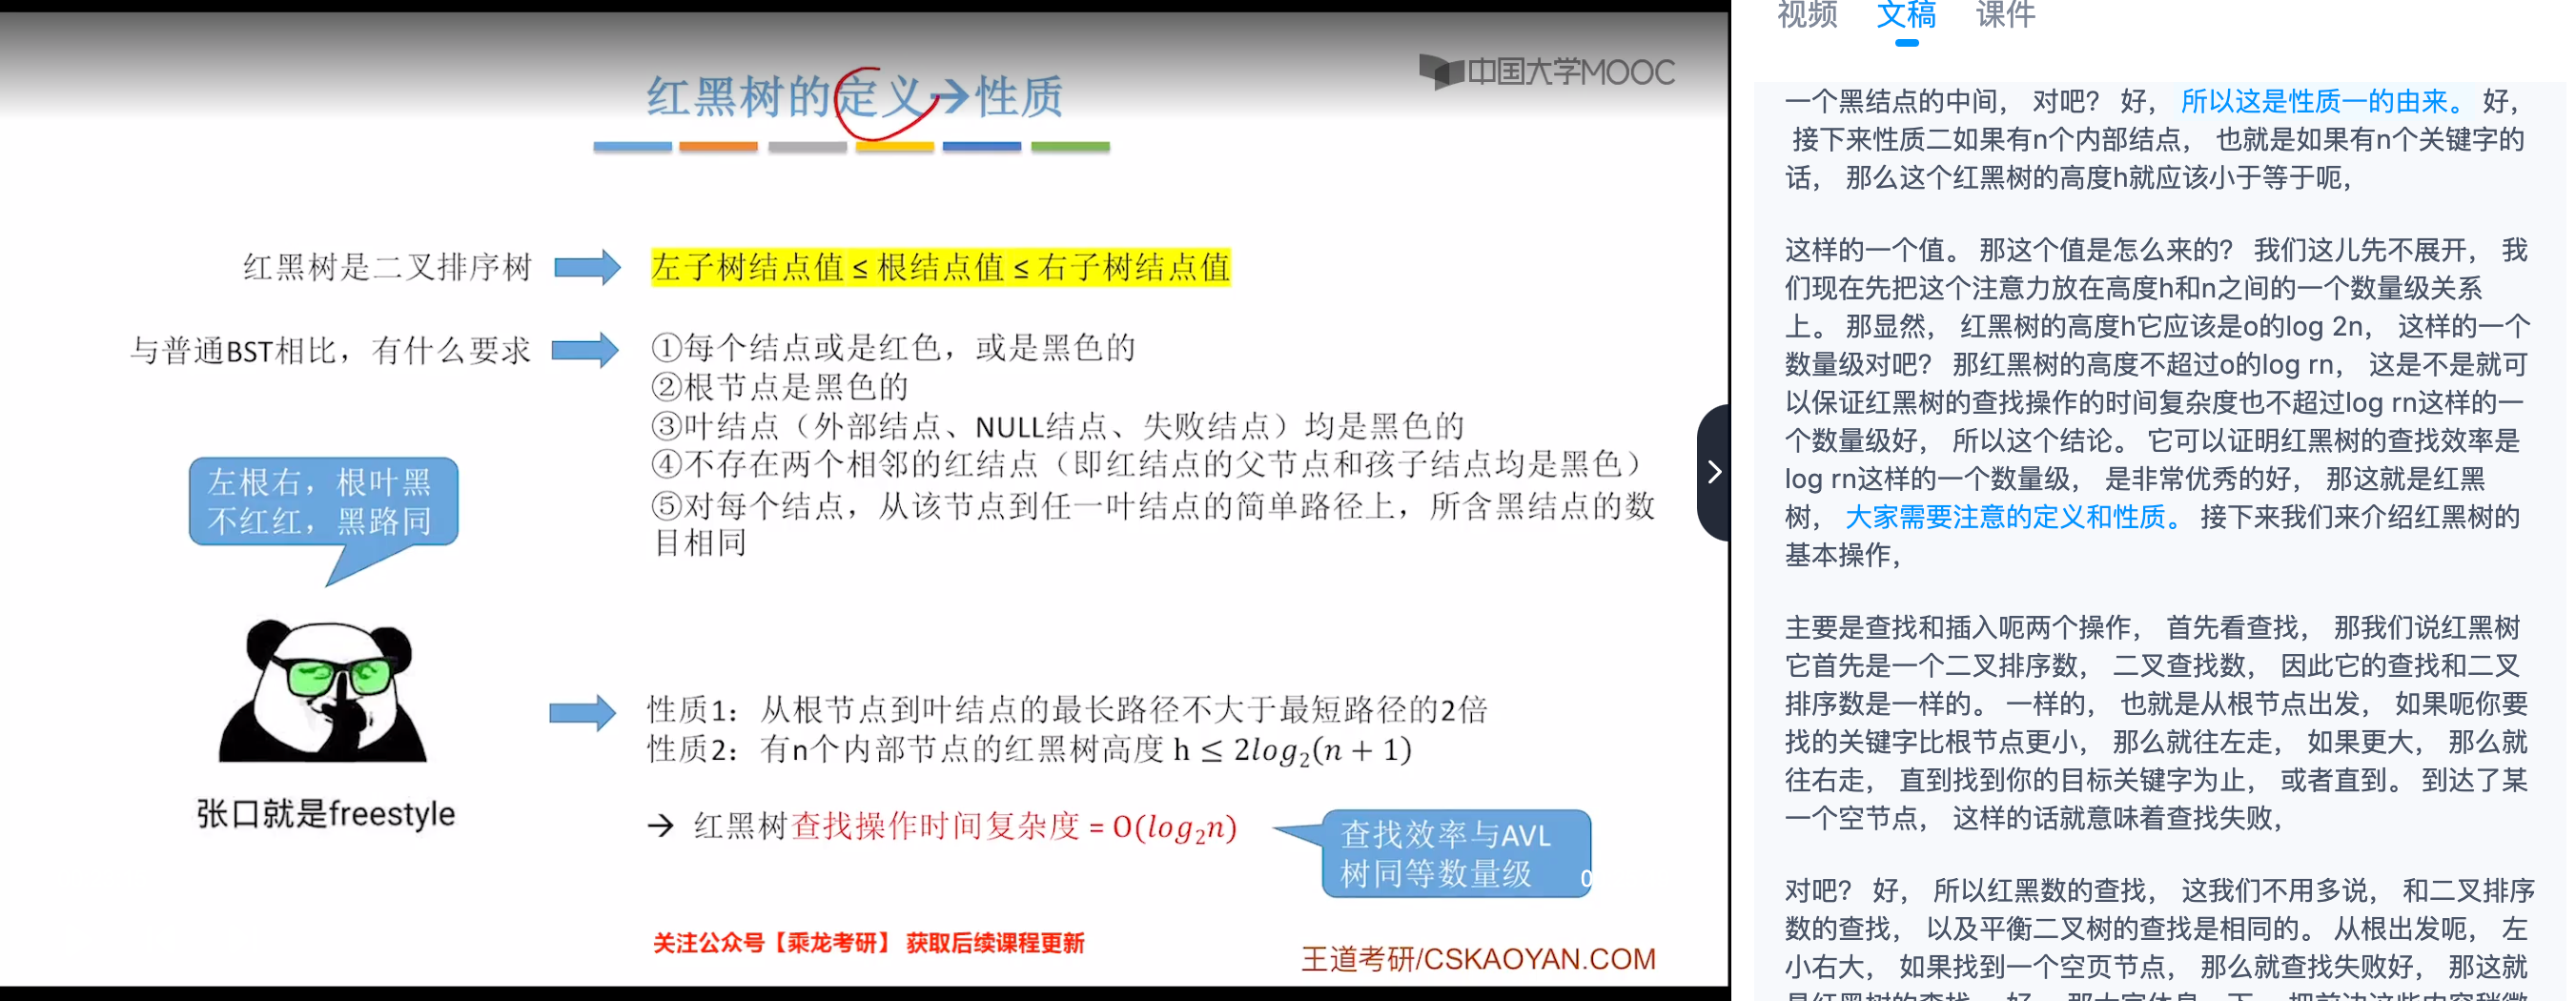 中国大学MOOC
红黑树的定义→性质
红黑树是二叉排序树
左子树结点值 ≤ 根结点值 ≤ 右子树结点值
与普通BST相比，有什么要求
①每个结点或是红色，或是黑色的
②根节点是黑色的
③叶结点（外部结点、NULL结点、失败结点）均是黑色的
④不存在两个相邻的红结点（即红结点的父节点和孩子结点均是黑色）
⑤对每个结点，从该节点到任一叶结点的简单路径上，所含黑结点的数
目相同
左根右，根叶黑
不红红，黑路同
张口就是freestyle
性质1：从根节点到叶结点的最长路径不大于最短路径的2倍
性质2：有n个内部节点的红黑树高度 h ≤ 2log₂(n + 1)
→ 红黑树查找操作时间复杂度 = O(log₂n)
查找效率与AVL
树同等数量级
关注公众号【乘龙考研】 获取后续课程更新
王道考研/CSKAOYAN.COM
视频 文稿 课件
一个黑结点的中间， 对吧？ 好， 所以这是性质一的由来。 好，
接下来性质二如果有n个内部结点， 也就是如果有n个关键字的
话， 那么这个红黑树的高度h就应该小于等于呃，
这样的一个值。 那这个值是怎么来的？ 我们这儿先不展开， 我
们现在先把这个注意力放在高度h和n之间的一个数量级关系
上。 那显然， 红黑树的高度h它应该是o的log 2n， 这样的一个
数量级对吧？ 那红黑树的高度不超过o的log rn， 这是不是就可
以保证红黑树的查找操作的时间复杂度也不超过log rn这样的一
个数量级好， 所以这个结论。 它可以证明红黑树的查找效率是
log rn这样的一个数量级， 是非常优秀的好， 那这就是红黑
树， 大家需要注意的定义和性质。 接下来我们来介绍红黑树的
基本操作，
主要是查找和插入呃两个操作， 首先看查找， 那我们说红黑树
它首先是一个二叉排序数， 二叉查找数， 因此它的查找和二叉
排序数是一样的。 一样的， 也就是从根节点出发， 如果呃你要
找的关键字比根节点更小， 那么就往左走， 如果更大， 那么就
往右走， 直到找到你的目标关键字为止， 或者直到。 到达了某
一个空节点， 这样的话就意味着查找失败，
对吧？ 好， 所以红黑数的查找， 这我们不用多说， 和二叉排序
数的查找， 以及平衡二叉树的查找是相同的。 从根出发呃， 左
小右大， 如果找到一个空页节点， 那么就查找失败好， 那这就